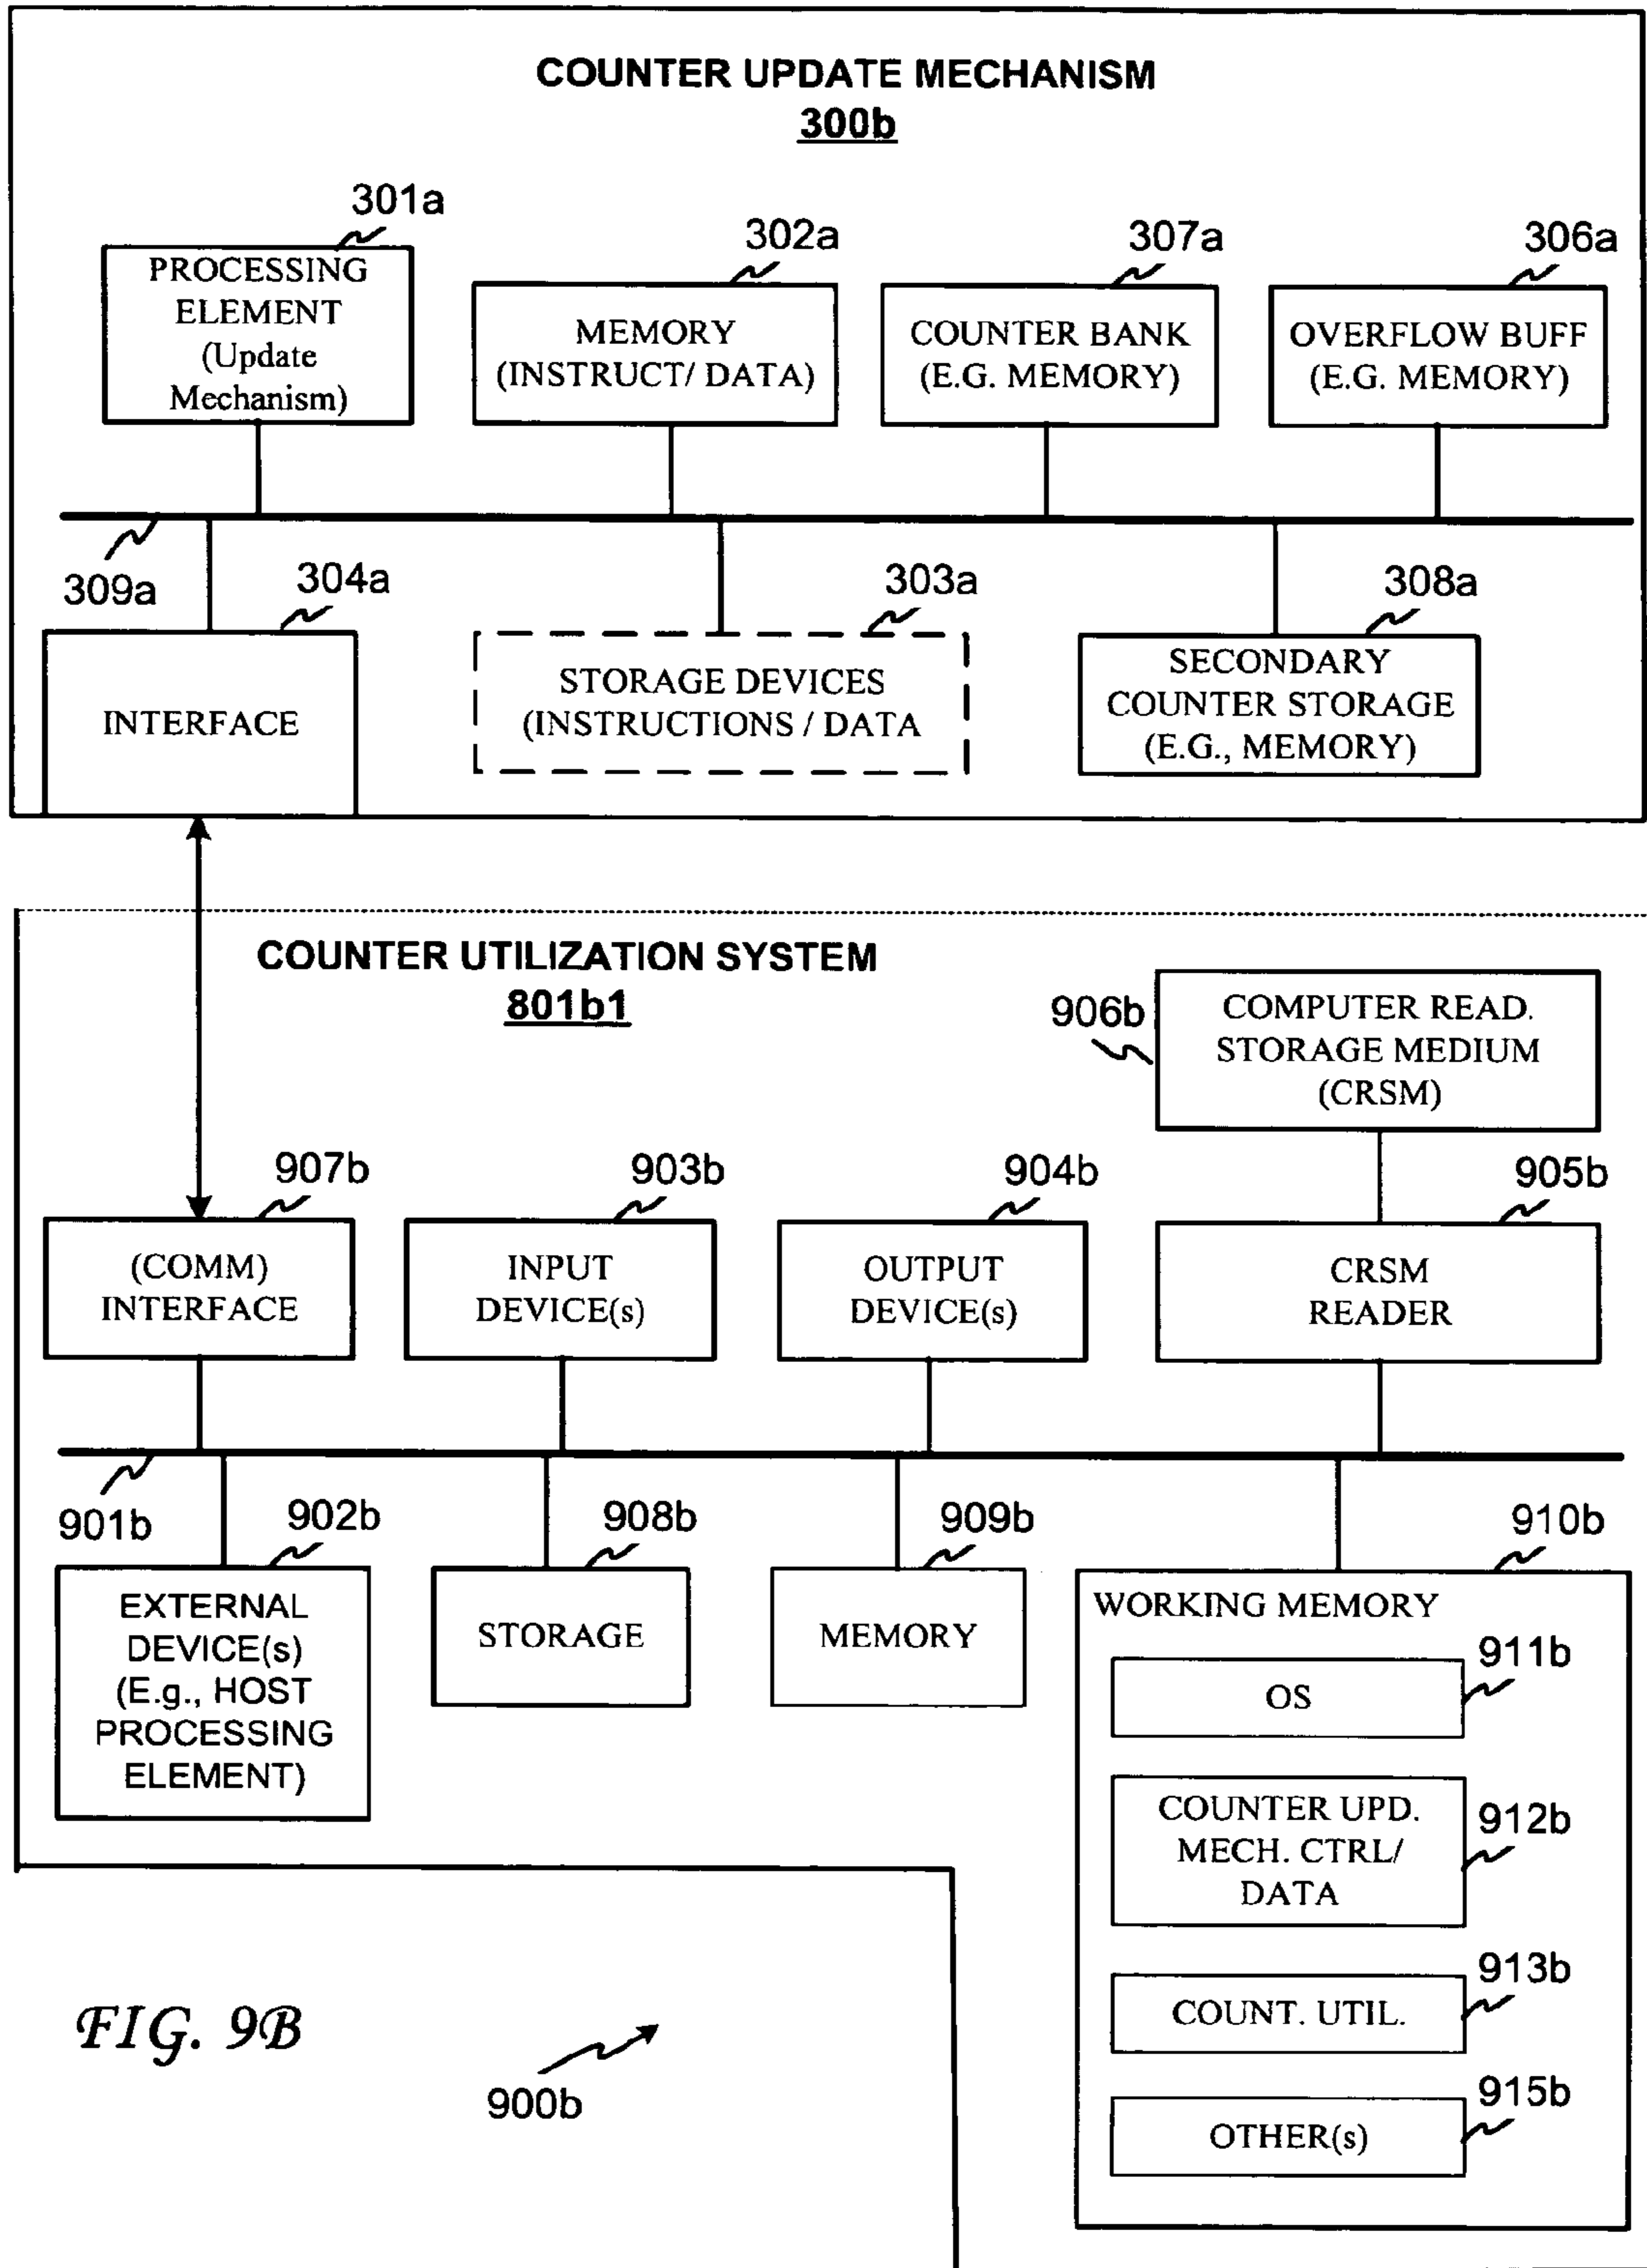 COUNTER UPDATE MECHANISM
300b
301a
302a
307a
306a
PROCESSING
ELEMENT
(Update
Mechanism)
MEMORY
(INSTRUCT/ DATA)
COUNTER BANK
(E.G. MEMORY)
OVERFLOW BUFF
(E.G. MEMORY)
309a
304a
303a
308a
INTERFACE
STORAGE DEVICES
(INSTRUCTIONS / DATA
SECONDARY
COUNTER STORAGE
(E.G., MEMORY)
COUNTER UTILIZATION SYSTEM
801b1
906b
COMPUTER READ.
STORAGE MEDIUM
(CRSM)
907b
903b
904b
905b
(COMM)
INTERFACE
INPUT
DEVICE(s)
OUTPUT
DEVICE(s)
CRSM
READER
901b
902b
908b
909b
910b
EXTERNAL
DEVICE(s)
(E.g., HOST
PROCESSING
ELEMENT)
STORAGE
MEMORY
WORKING MEMORY
911b
OS
912b
COUNTER UPD.
MECH. CTRL/
DATA
913b
COUNT. UTIL.
915b
OTHER(s)
FIG. 9B
900b